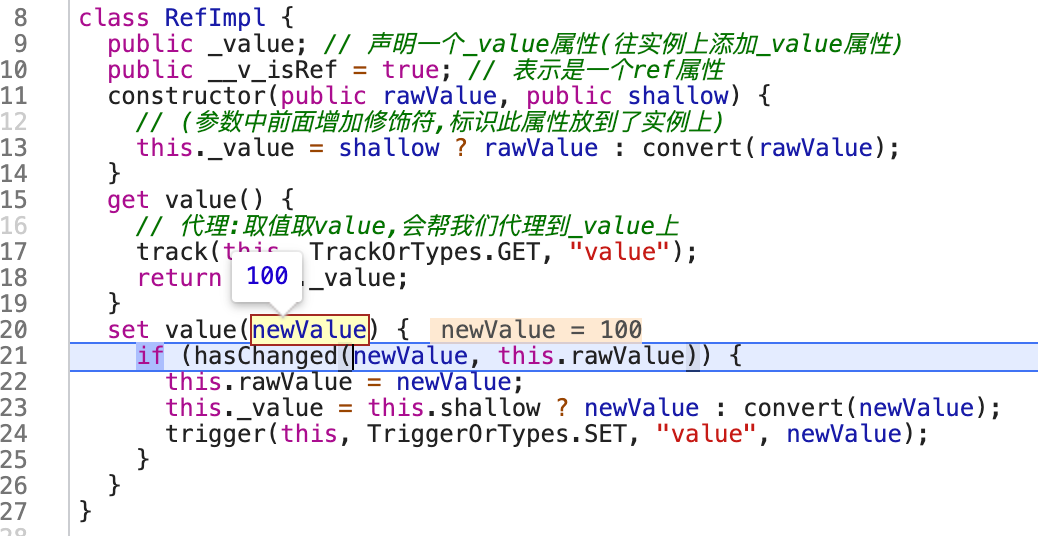 8 class RefImpl {
9 public _value; // 声明一个_value属性(往实例上添加_value属性)
10 public __v_isRef = true; // 表示是一个ref属性
11 constructor(public rawValue, public shallow) {
12 // (参数中前面增加修饰符,标识此属性放到了实例上)
13 this._value = shallow ? rawValue : convert(rawValue);
14 }
15 get value() {
16 // 代理:取值取value,会帮我们代理到_value上
17 track(this, TrackOrTypes.GET, "value");
100
18 return ._value;
19 }
20 set value(newValue) { newValue = 100
21 if (hasChanged(newValue, this.rawValue)) {
22 this.rawValue = newValue;
23 this._value = this.shallow ? newValue : convert(newValue);
24 trigger(this, TriggerOrTypes.SET, "value", newValue);
25 }
26 }
27 }
28